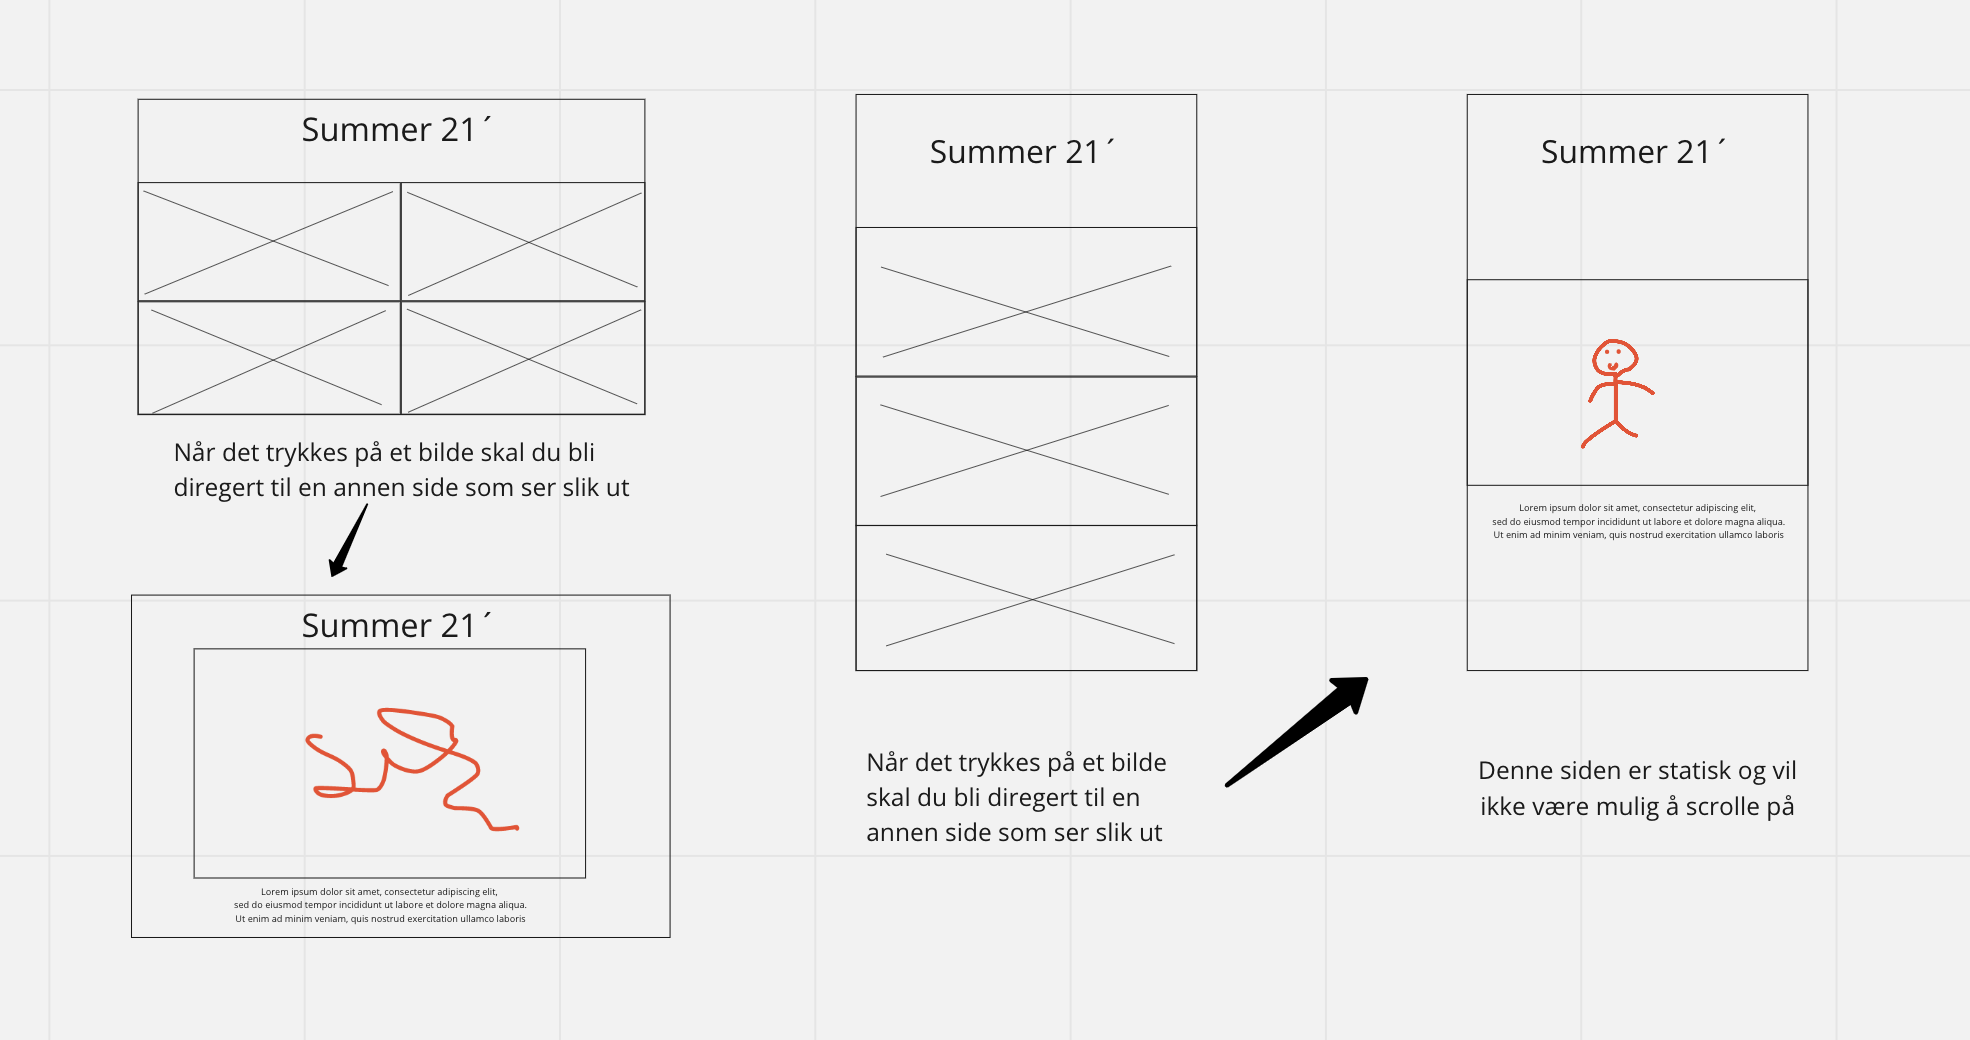 Summer 21´
Når det trykkes på et bilde skal du bli
diregert til en annen side som ser slik ut
Summer 21´
Lorem ipsum dolor sit amet, consectetur adipiscing elit,
sed do eiusmod tempor incididunt ut labore et dolore magna aliqua.
Ut enim ad minim veniam, quis nostrud exercitation ullamco laboris
Summer 21´
Når det trykkes på et bilde
skal du bli diregert til en
annen side som ser slik ut
Summer 21´
Lorem ipsum dolor sit amet, consectetur adipiscing elit,
sed do eiusmod tempor incididunt ut labore et dolore magna aliqua.
Ut enim ad minim veniam, quis nostrud exercitation ullamco laboris
Denne siden er statisk og vil
ikke være mulig å scrolle på